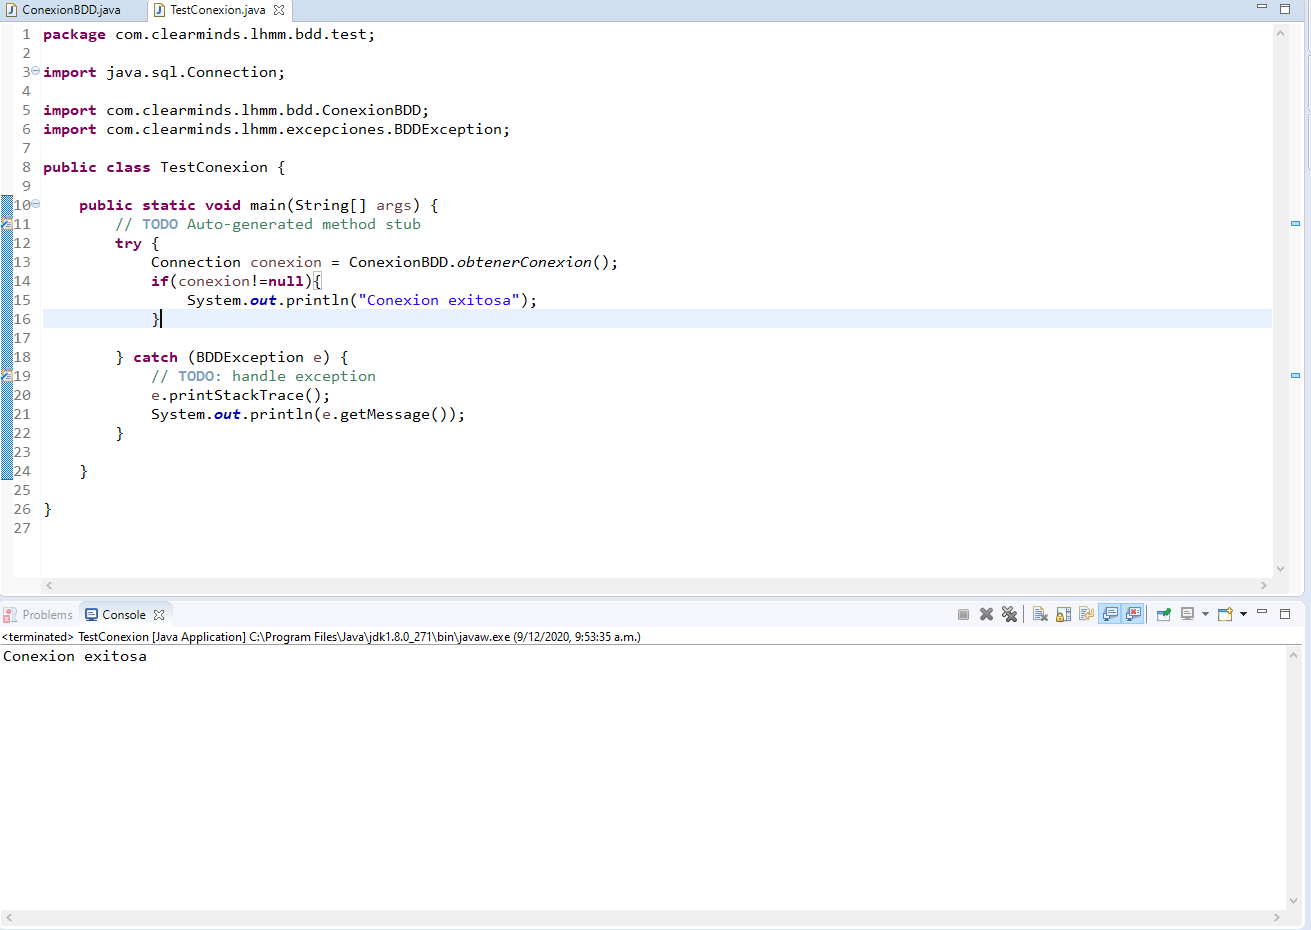 ConexionBDD.java TestConexion.java
1 package com.clearminds.lhmm.bdd.test;
2
3 import java.sql.Connection;
4
5 import com.clearminds.lhmm.bdd.ConexionBDD;
6 import com.clearminds.lhmm.excepciones.BDDException;
7
8 public class TestConexion {
9
10 public static void main(String[] args) {
11 // TODO Auto-generated method stub
12 try {
13 Connection conexion = ConexionBDD.obtenerConexion();
14 if(conexion!=null){
15 System.out.println("Conexion exitosa");
16 }
17
18 } catch (BDDException e) {
19 // TODO: handle exception
20 e.printStackTrace();
21 System.out.println(e.getMessage());
22 }
23
24 }
25
26 }
27
Problems Console
<terminated> TestConexion [Java Application] C:\Program Files\Java\jdk1.8.0_271\bin\javaw.exe (9/12/2020, 9:53:35 a.m.)
Conexion exitosa